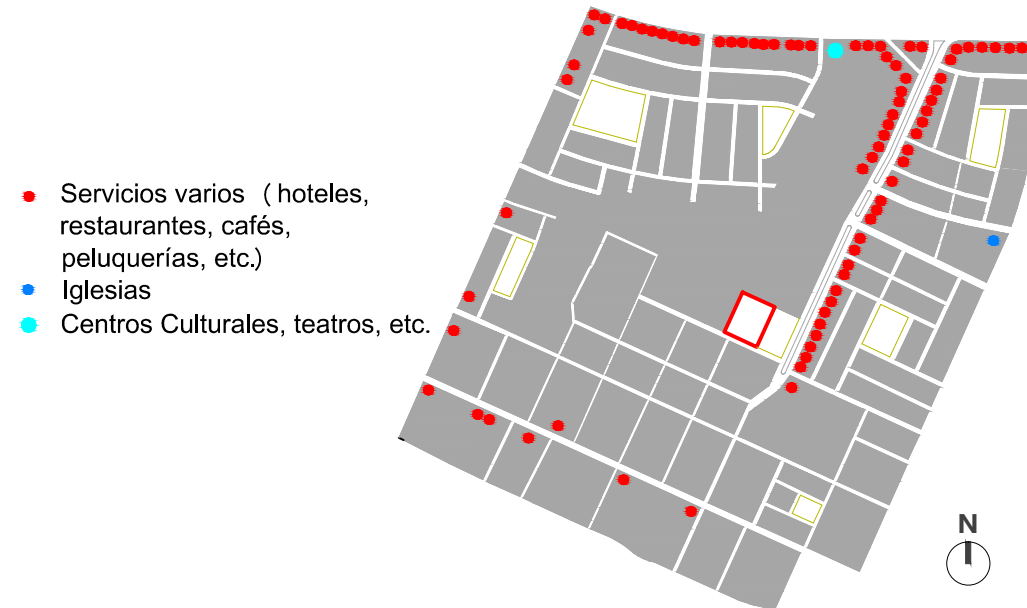 Servicios varios ( hoteles,
restaurantes, cafés,
peluquerías, etc.)
Iglesias
Centros Culturales, teatros, etc.
N